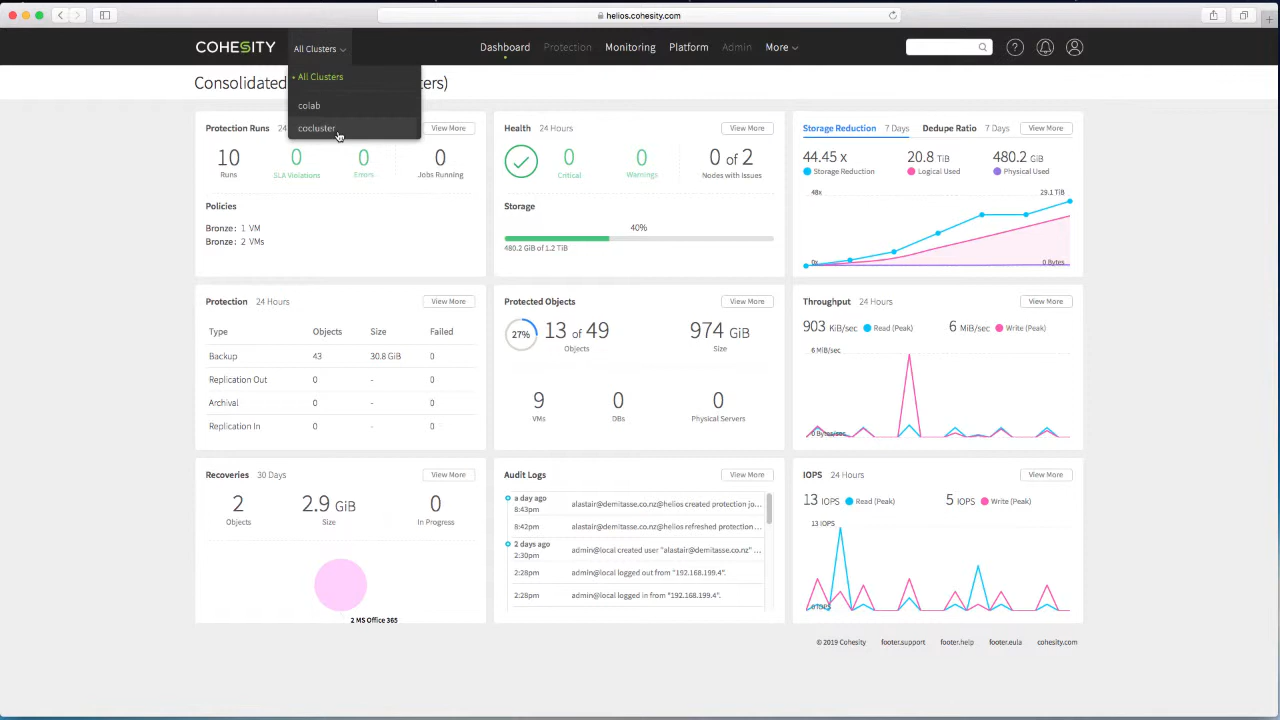 helios.cohesity.com
COHESITY
All Clusters
Dashboard
Protection
Monitoring
Platform
Admin
More
• All Clusters
colab
cocluster
Consolidated
ters)
Protection Runs
View More
10
Runs
0
SLA Violations
0
Errors
0
Jobs Running
Policies
Bronze: 1 VM
Bronze: 2 VMs
Health 24 Hours
View More
0
Critical
0
Warnings
0 of 2
Nodes with Issues
Storage
40%
480.2 GiB of 1.2 TiB
Storage Reduction 7 Days
Dedupe Ratio 7 Days
View More
44.45 x
Storage Reduction
20.8 TiB
Logical Used
480.2 GiB
Physical Used
48x
29.1 TiB
0x
0 Bytes
Protection 24 Hours
View More
Type Objects Size Failed
Backup 43 30.8 GiB 0
Replication Out 0 - 0
Archival 0 - 0
Replication In 0 - 0
Protected Objects
View More
27%
13 of 49
Objects
974 GiB
Size
9
VMs
0
DBs
0
Physical Servers
Throughput 24 Hours
View More
903 KiB/sec Read (Peak)
6 MiB/sec Write (Peak)
6 MiB/sec
0 Bytes/sec
Recoveries 30 Days
View More
2
Objects
2.9 GiB
Size
0
In Progress
2 MS Office 365
Audit Logs
View More
a day ago
8:43pm alastair@demitasse.co.nz@helios created protection jo...
8:42pm alastair@demitasse.co.nz@helios refreshed protection ...
2 days ago
2:30pm admin@local created user "alastair@demitasse.co.nz" ...
2:28pm admin@local logged out from "192.168.199.4".
2:28pm admin@local logged in from "192.168.199.4".
IOPS 24 Hours
View More
13 IOPS Read (Peak)
5 IOPS Write (Peak)
13 IOPS
0 IOPS
© 2019 Cohesity
footer.support
footer.help
footer.eula
cohesity.com